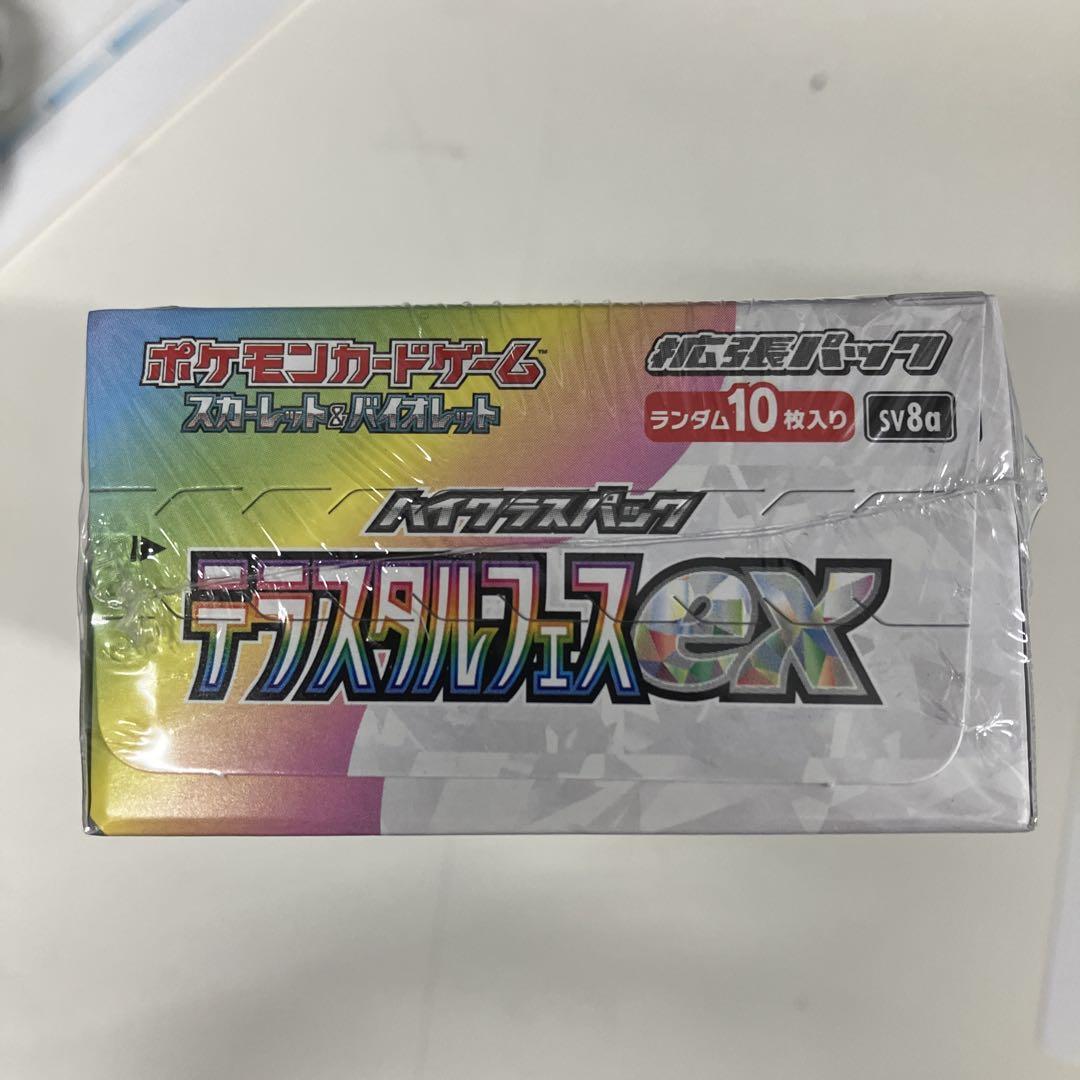 ポケモンカードゲーム™
スカーレット&バイオレット
拡張パック
ランダム10枚入り
SV8a
ハイクラスパック
テラスタルフェスex